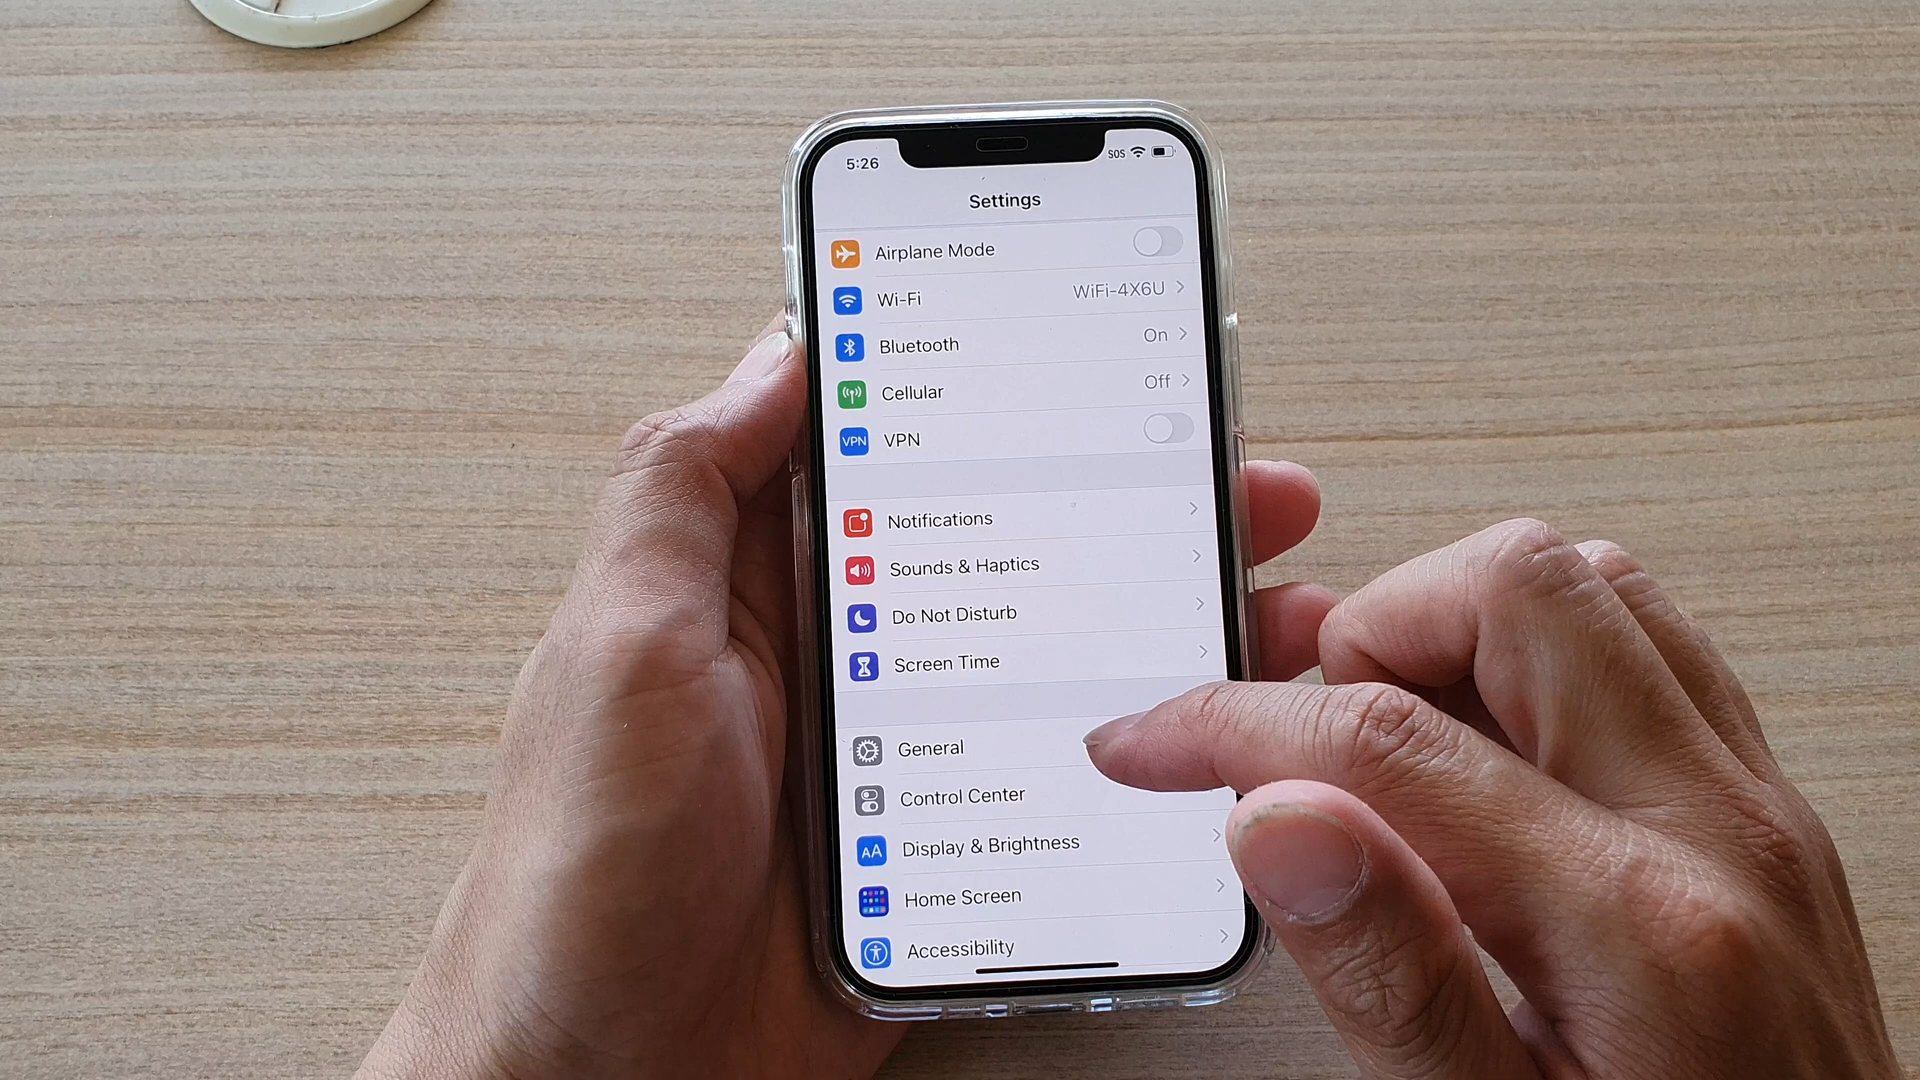 5:26 SOS
Settings
Airplane Mode
Wi-Fi WiFi-4X6U
Bluetooth On
Cellular Off
VPN VPN
Notifications
Sounds & Haptics
Do Not Disturb
Screen Time
General
Control Center
AA Display & Brightness
Home Screen
Accessibility